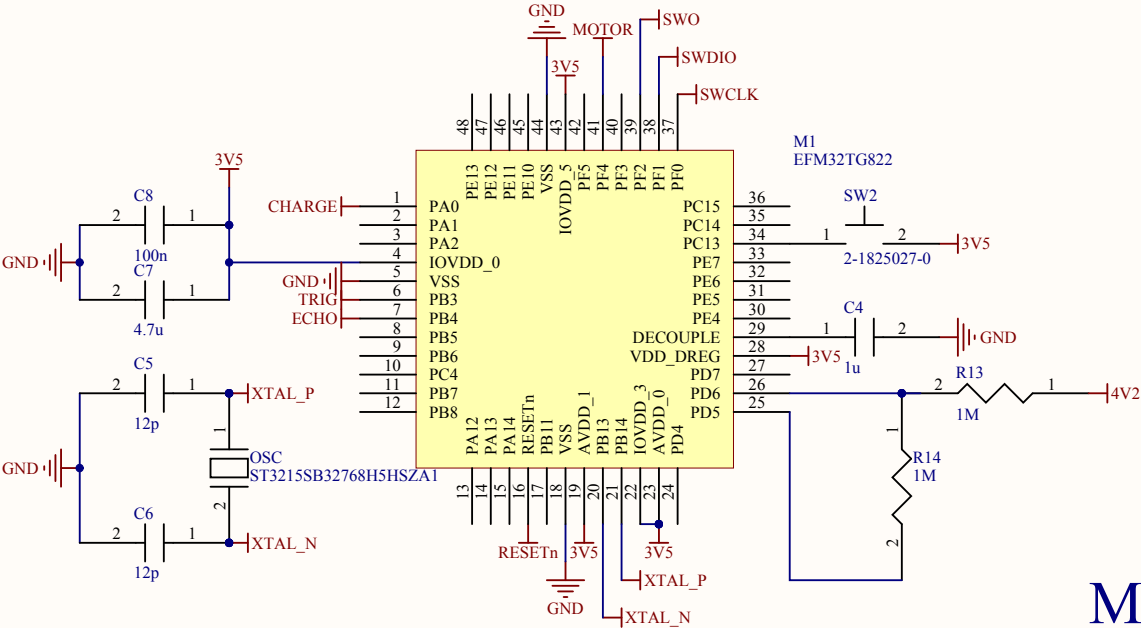 GND
MOTOR
SWO
SWDIO
3V5
SWCLK
48 47 46 45 44 43 42 41 40 39 38 37
M1
EFM32TG822
PE13 PE12 PE11 PE10 VSS IOVDD_5 PF5 PF4 PF3 PF2 PF1 PF0
3V5
C8
2 1
100n
GND
C7
2 1
4.7u
CHARGE 1 PA0
2 PA1
3 PA2
4 IOVDD_0
GND 5 VSS
TRIG 6 PB3
ECHO 7 PB4
8 PB5
9 PB6
10 PC4
11 PB7
12 PB8
PC15 36
PC14 35
PC13 34
PE7 33
PE6 32
PE5 31
PE4 30
DECOUPLE 29
VDD_DREG 28 3V5
PD7 27
PD6 26
PD5 25
SW2
1 2 3V5
2-1825027-0
C4
1 2 GND
1u
R13
2 1 4V2
1M
1
R14
1M
2
C5
2 1 XTAL_P
12p
1
GND
OSC
ST3215SB32768H5HSZA1
2
C6
2 1 XTAL_N
12p
PA12 PA13 PA14 RESETn PB11 VSS AVDD_1 PB13 PB14 IOVDD_3 AVDD_0 PD4
13 14 15 16 17 18 19 20 21 22 23 24
RESETn 3V5 3V5
GND
XTAL_P
XTAL_N
M